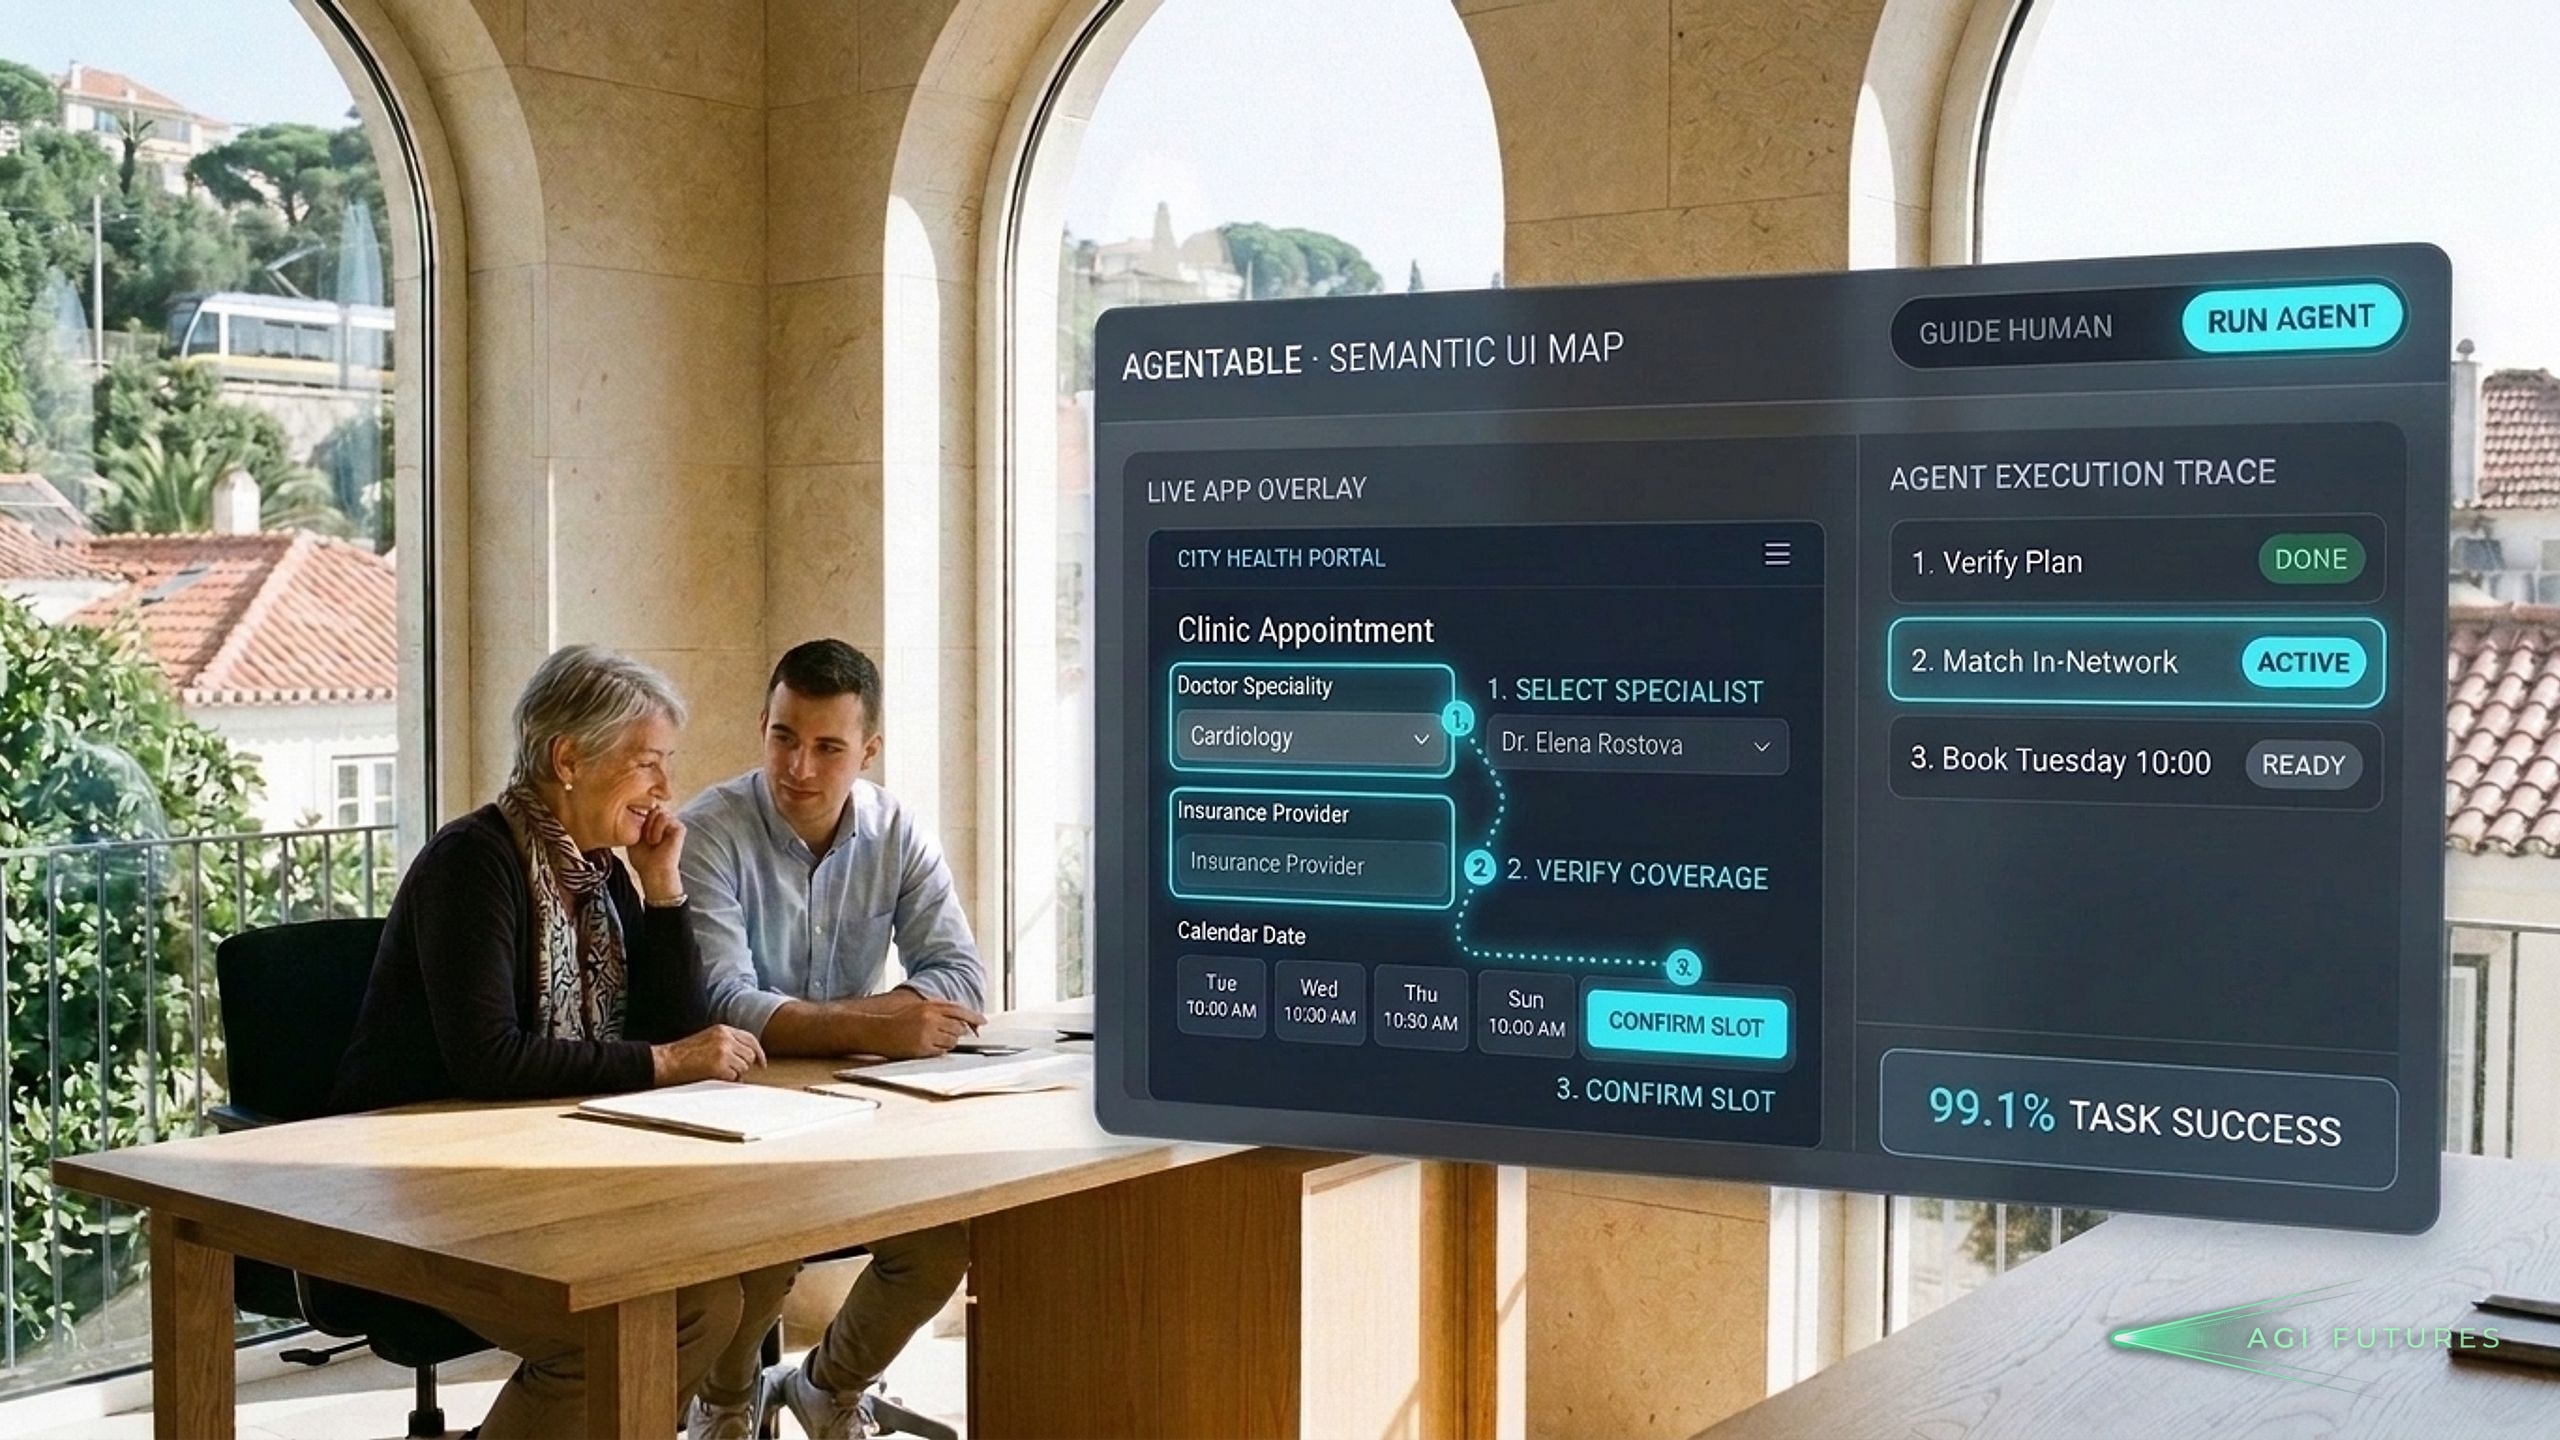 AGENTABLE · SEMANTIC UI MAP
GUIDE HUMAN
RUN AGENT
LIVE APP OVERLAY
CITY HEALTH PORTAL
Clinic Appointment
Doctor Speciality
Cardiology
1.
1. SELECT SPECIALIST
Dr. Elena Rostova
Insurance Provider
Insurance Provider
2
2. VERIFY COVERAGE
Calendar Date
Tue
10:00 AM
Wed
10:00 AM
Thu
10:30 AM
Sun
10:00 AM
3.
CONFIRM SLOT
3. CONFIRM SLOT
AGENT EXECUTION TRACE
1. Verify Plan
DONE
2. Match In-Network
ACTIVE
3. Book Tuesday 10:00
READY
99.1% TASK SUCCESS
AGI FUTURES